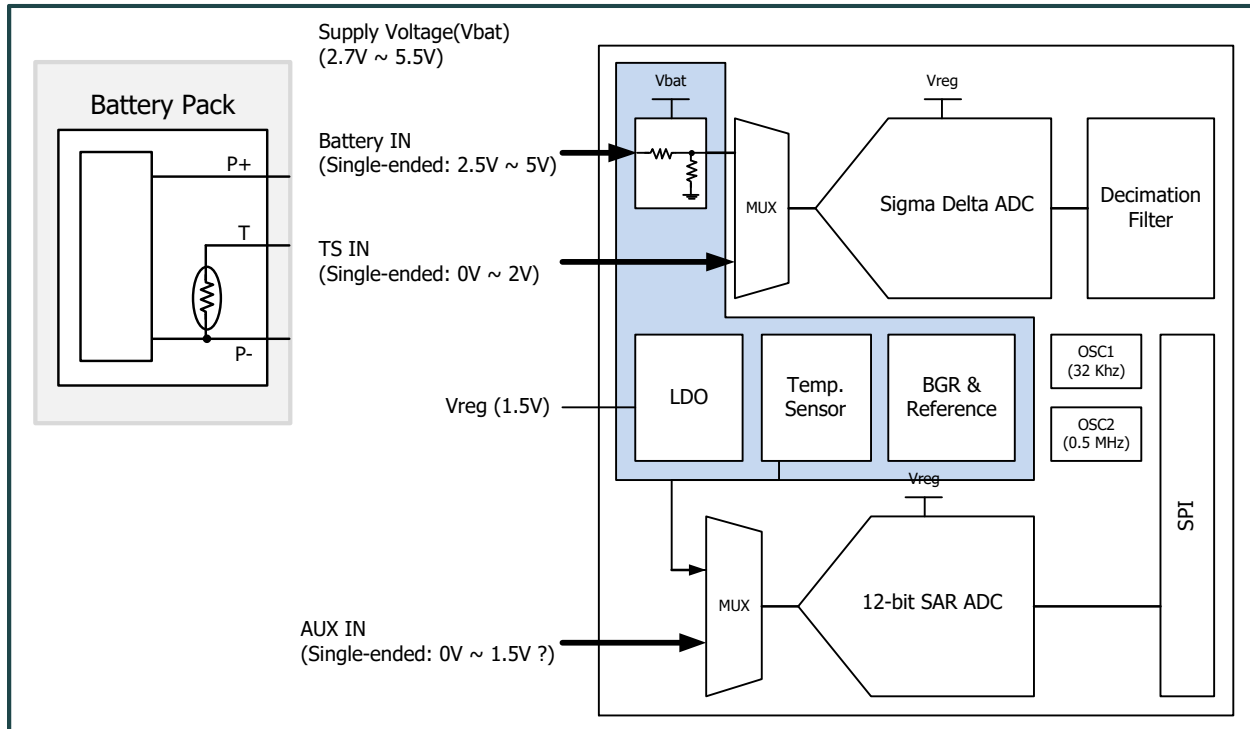 Supply Voltage(Vbat)
(2.7V ~ 5.5V)
Battery Pack
P+
T
P-
Battery IN
(Single-ended: 2.5V ~ 5V)
TS IN
(Single-ended: 0V ~ 2V)
Vbat
MUX
Vreg
Sigma Delta ADC
Decimation
Filter
Vreg (1.5V)
LDO
Temp.
Sensor
BGR &
Reference
OSC1
(32 Khz)
OSC2
(0.5 MHz)
SPI
AUX IN
(Single-ended: 0V ~ 1.5V ?)
MUX
Vreg
12-bit SAR ADC